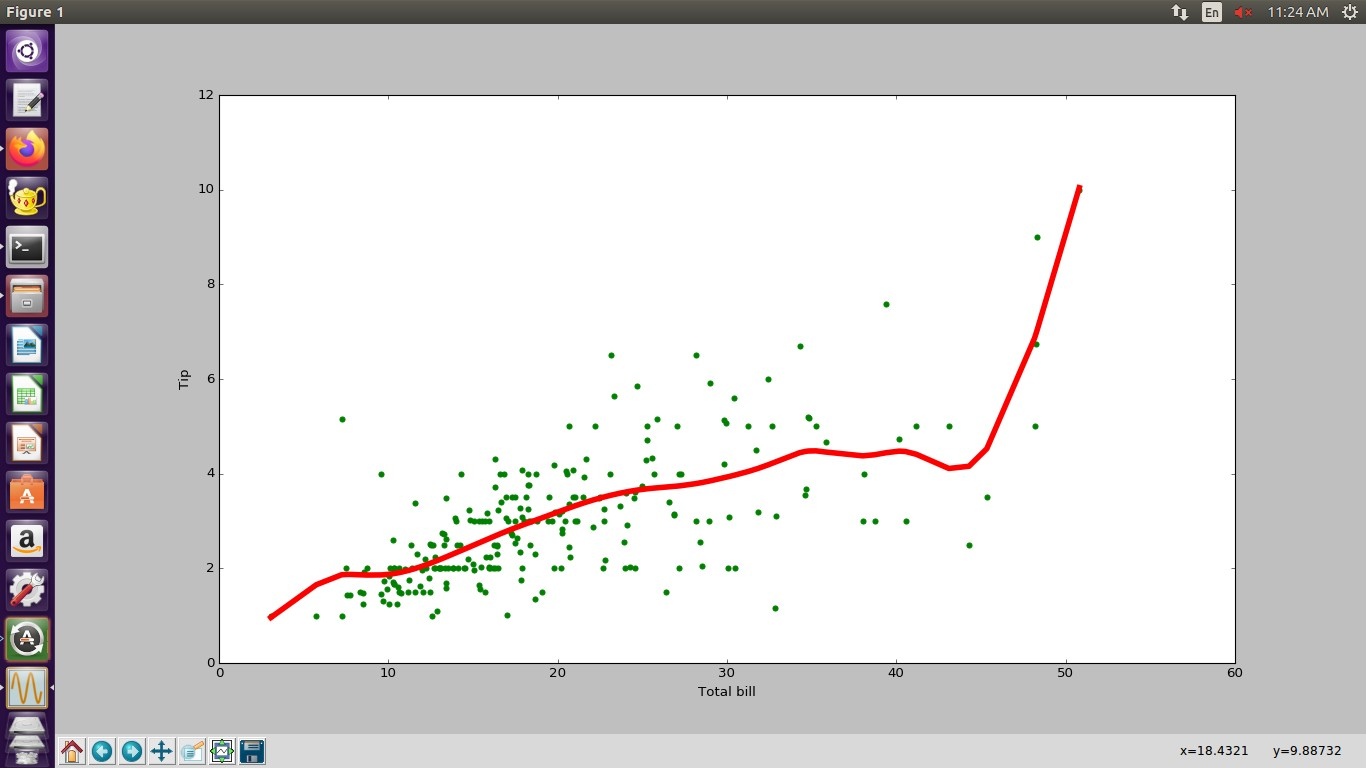 Figure 1
En
11:24 AM
12
10
8
6
4
2
0
Tip
0 10 20 30 40 50 60
Total bill
x=18.4321 y=9.88732